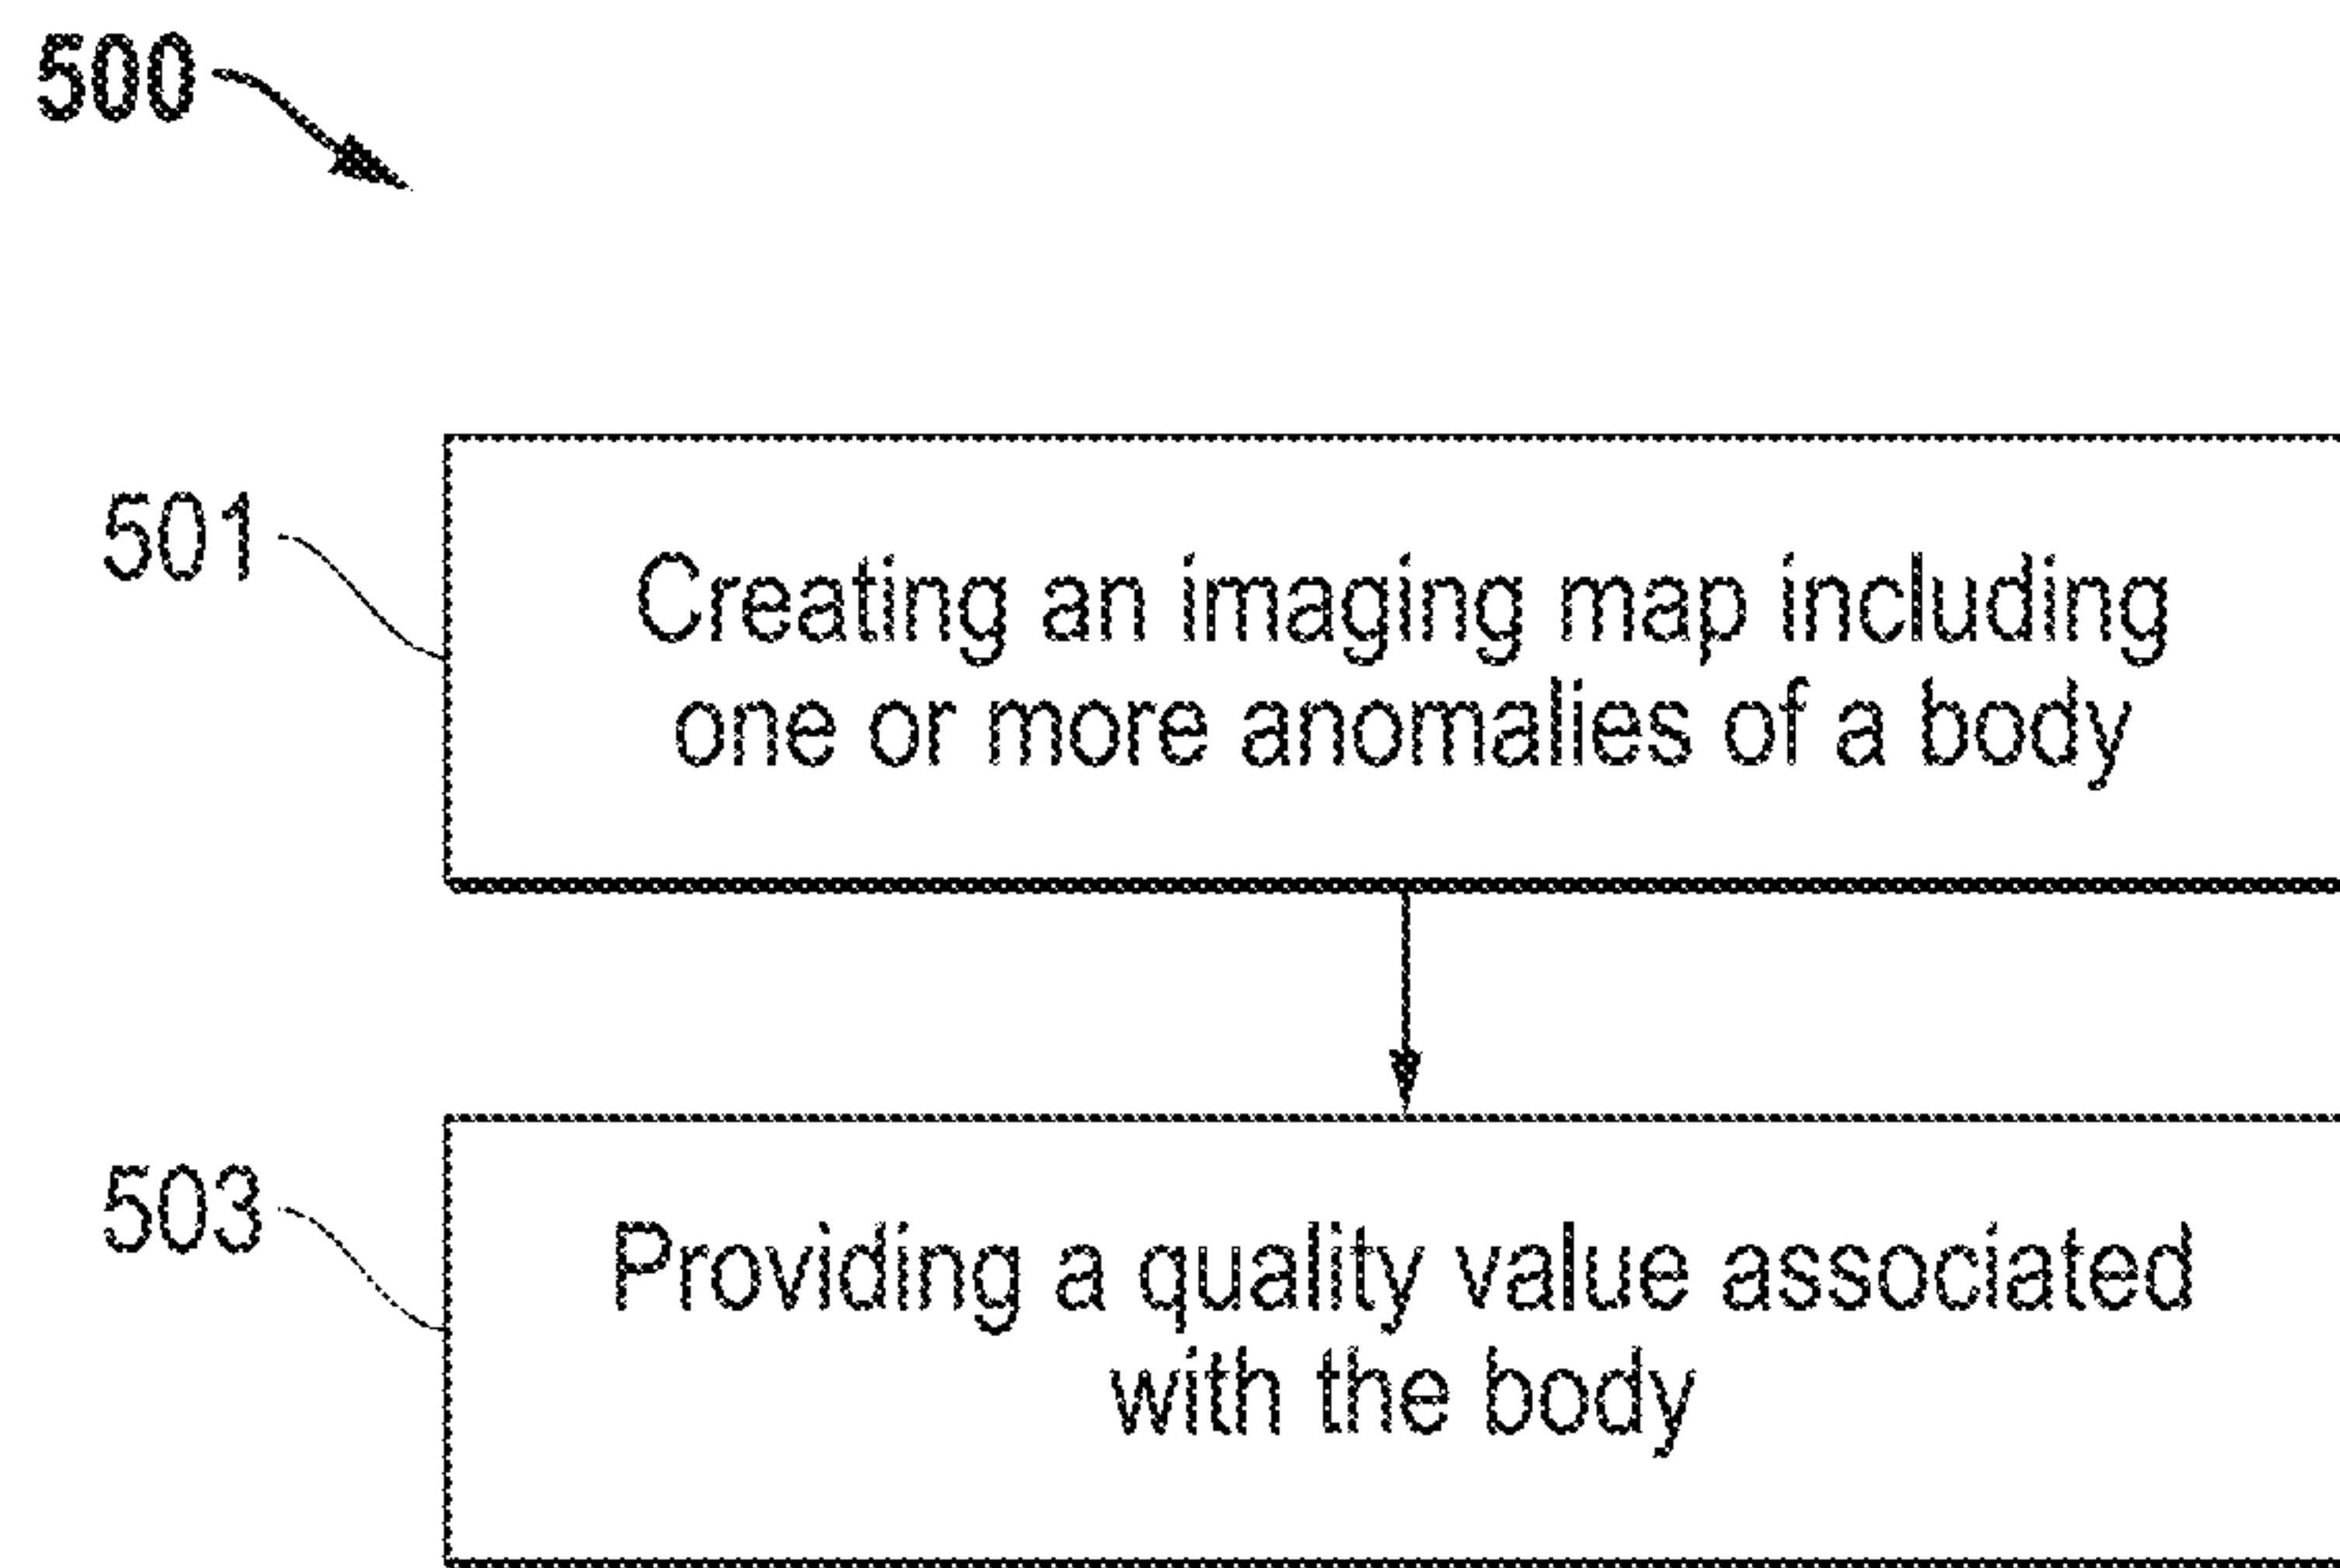 500
501
Creating an imaging map including
one or more anomalies of a body
503
Providing a quality value associated
with the body